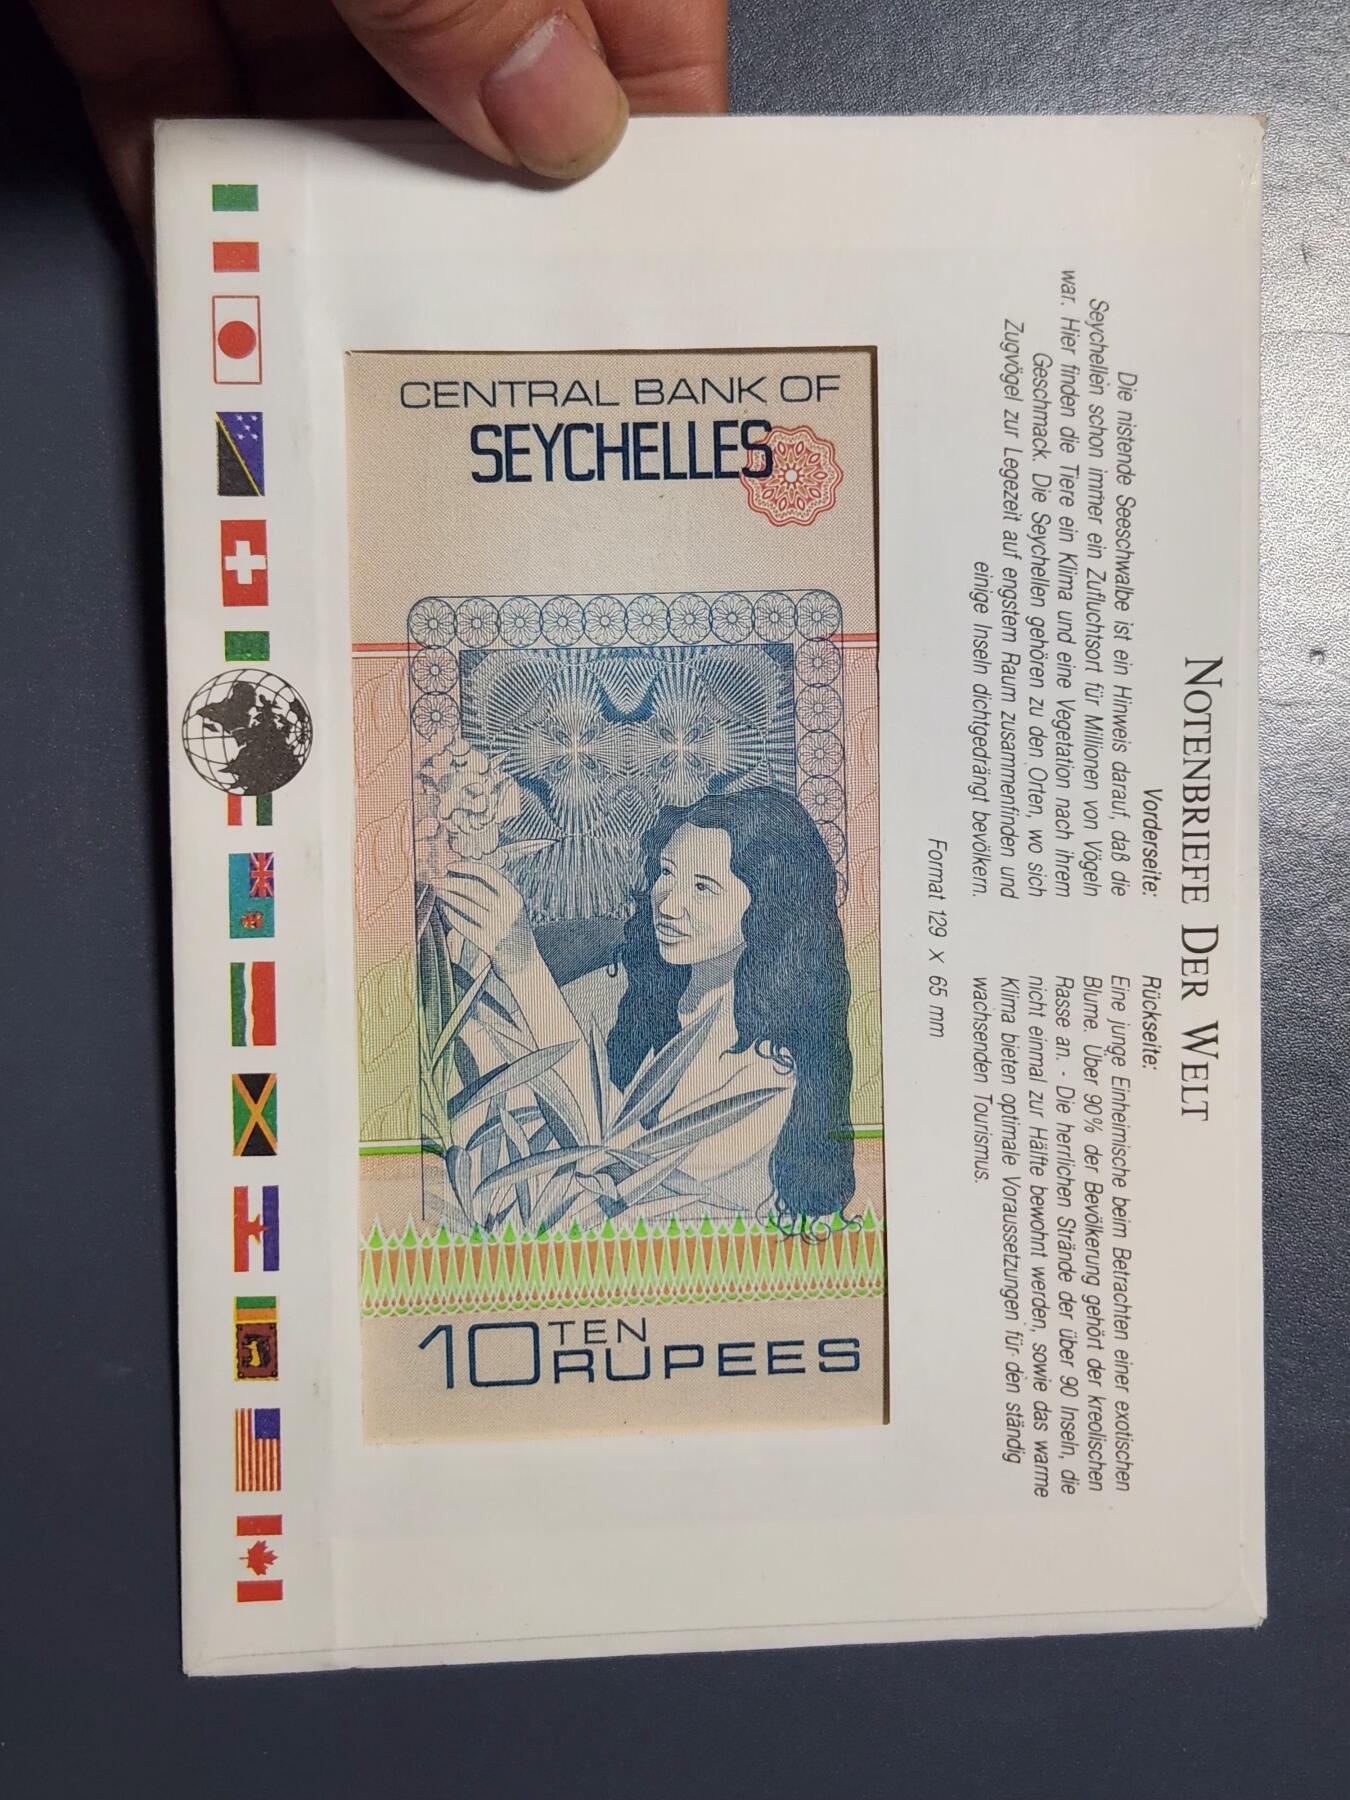 NOTENBRIEFE DER WELT
Vorderseite:
Die nistende Seeschwalbe ist ein Hinweis darauf, daß die
Seychellen schon immer ein Zufluchtsort für Millionen von Vögeln
war. Hier finden die Tiere ein Klima und eine Vegetation nach ihrem
Geschmack. Die Seychellen gehören zu den Orten, wo sich
Zugvögel zur Legezeit auf engstem Raum zusammenfinden und
einige Inseln dichtgedrängt bevölkern.
Rückseite:
Eine junge Einheimische beim Betrachten einer exotischen
Blume. Über 90% der Bevölkerung gehört der kreolischen
Rasse an. - Die herrlichen Strände der über 90 Inseln, die
nicht einmal zur Hälfte bewohnt werden, sowie das warme
Klima bieten optimale Voraussetzungen für den ständig
wachsenden Tourismus.
Format 129 x 65 mm
CENTRAL BANK OF
SEYCHELLES
10 TEN
RUPEES